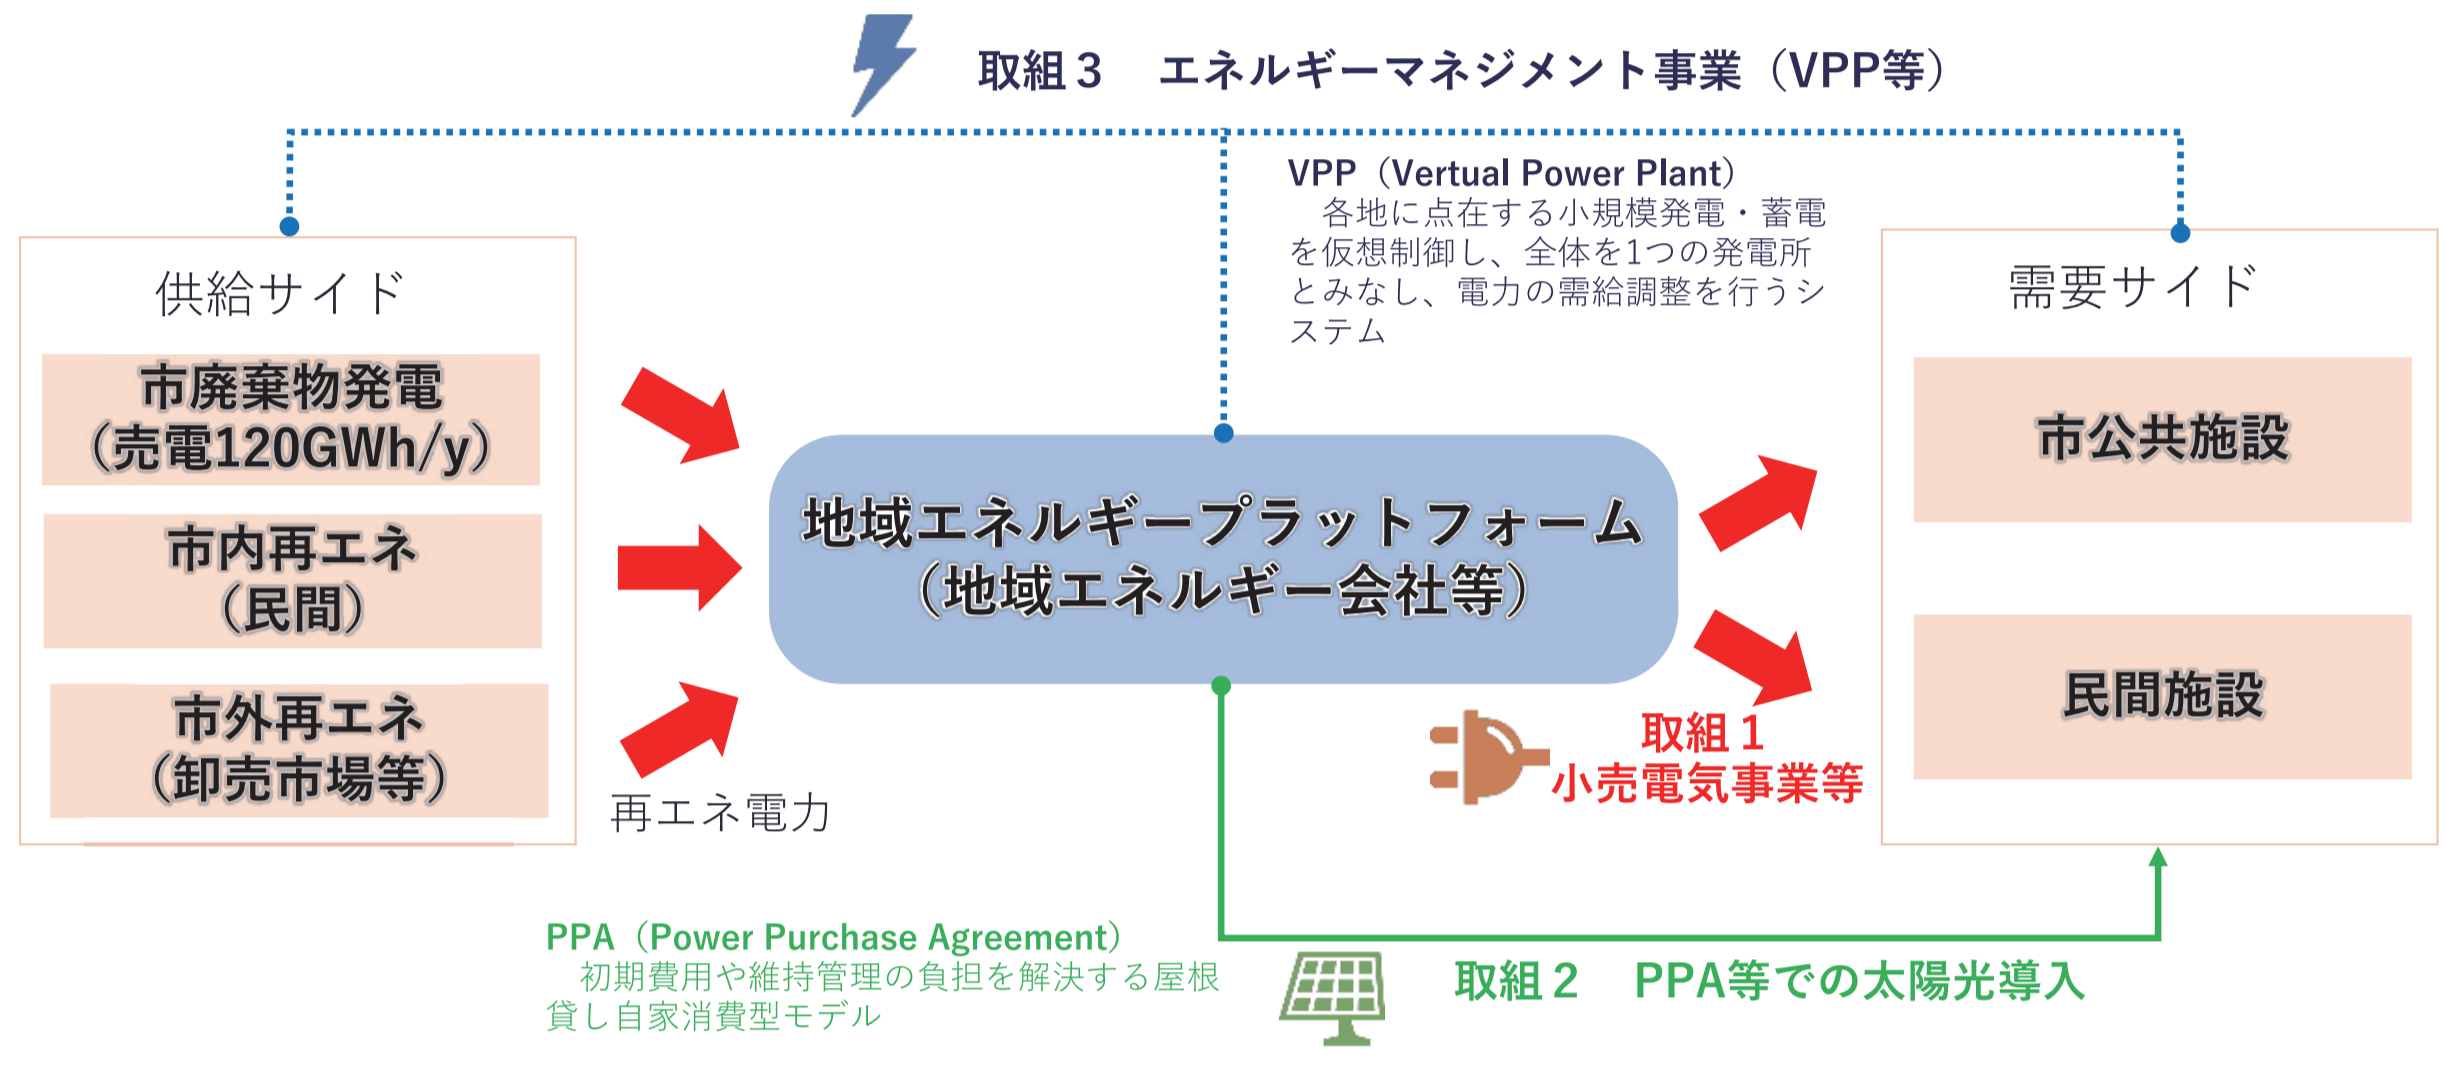 取組３　エネルギーマネジメント事業（VPP等）
VPP（Vertual Power Plant）
各地に点在する小規模発電・蓄電
を仮想制御し、全体を1つの発電所
とみなし、電力の需給調整を行うシ
ステム
供給サイド
市廃棄物発電
（売電120GWh/y）
市内再エネ
（民間）
市外再エネ
（卸売市場等）
再エネ電力
地域エネルギープラットフォーム
（地域エネルギー会社等）
需要サイド
市公共施設
民間施設
取組１
小売電気事業等
PPA（Power Purchase Agreement）
初期費用や維持管理の負担を解決する屋根
貸し自家消費型モデル
取組２　PPA等での太陽光導入